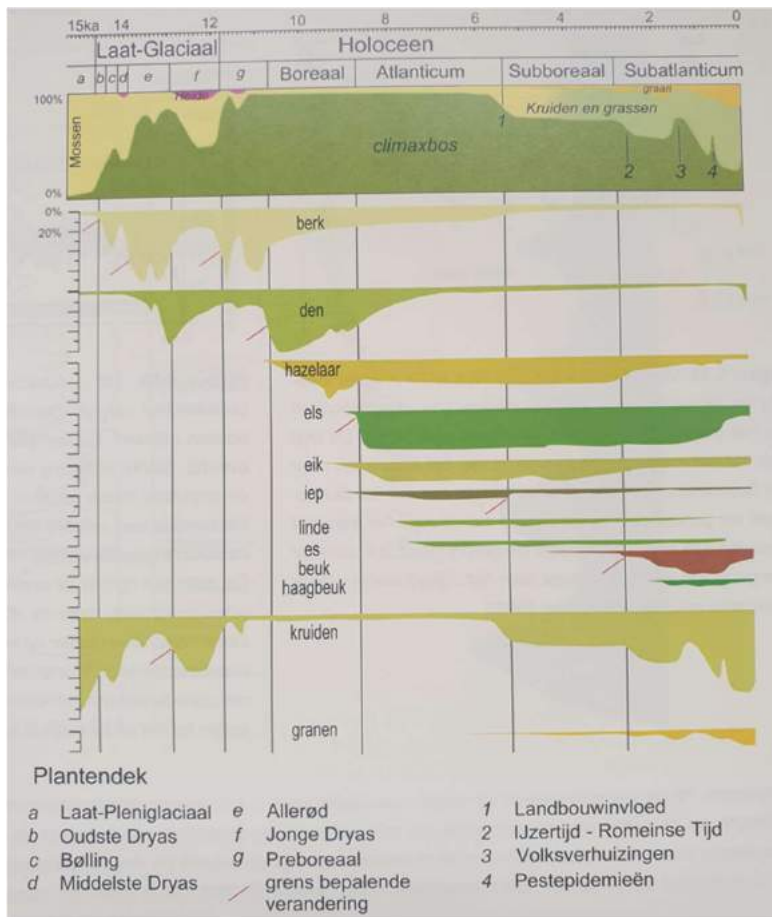 15ka 14 12 10 8 6 4 2 0
Laat-Glaciaal Holoceen
a b c d e f g Boreaal Atlanticum Subboreaal Subatlanticum
100% Heide graan
Kruiden en grassen
Mossen
1
climaxbos
2 3 4
0%
0%
berk
20%
den
hazelaar
els
eik
iep
linde
es
beuk
haagbeuk
kruiden
granen
Plantendek
a Laat-Pleniglaciaal e Allerød 1 Landbouwinvloed
b Oudste Dryas f Jonge Dryas 2 IJzertijd - Romeinse Tijd
c Bølling g Preboreaal 3 Volksverhuizingen
d Middelste Dryas grens bepalende 4 Pestepidemieën
verandering